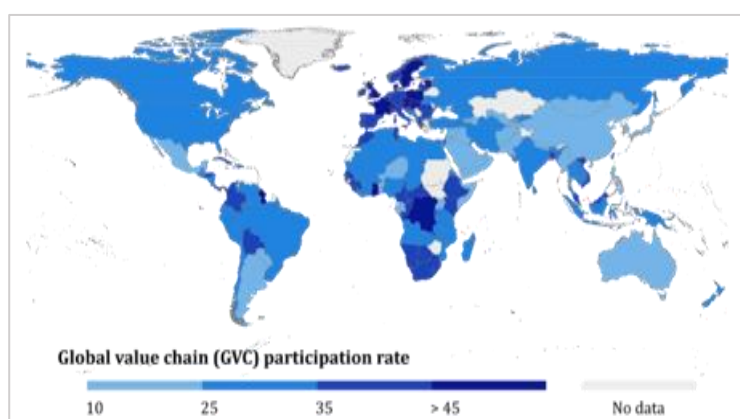 Global value chain (GVC) participation rate
10 25 35 > 45 No data